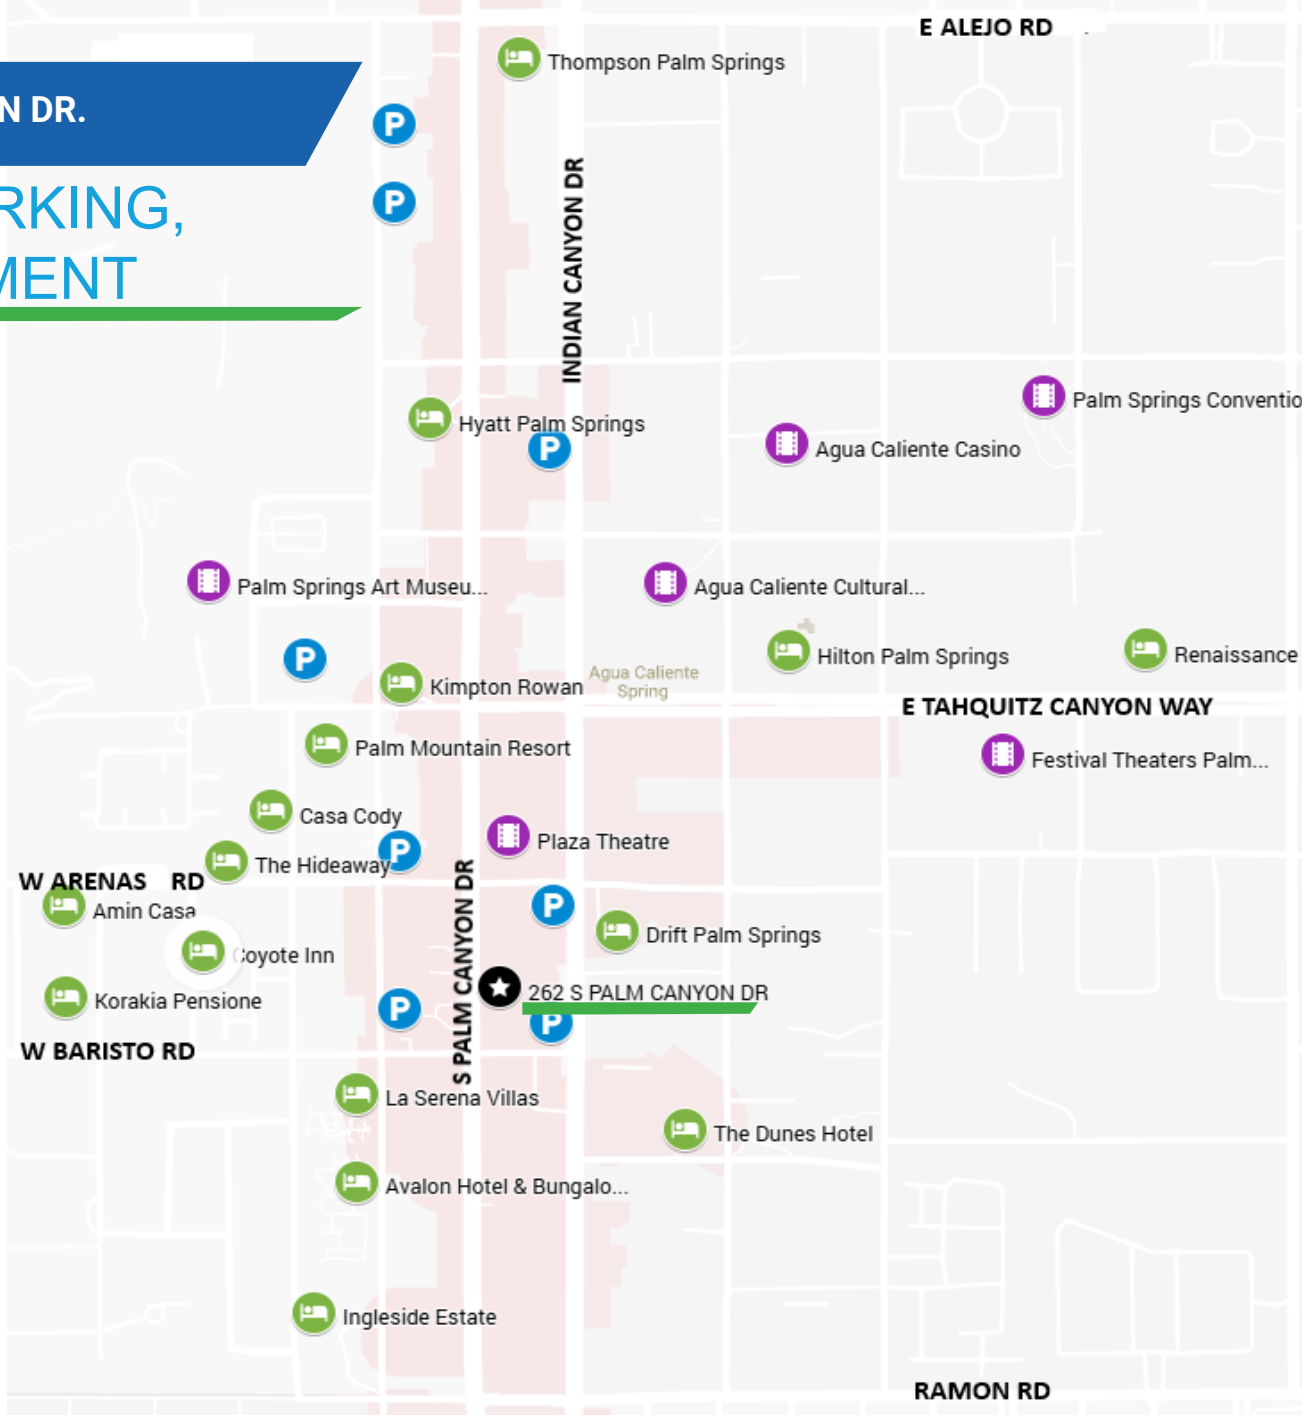 E ALEJO RD
Thompson Palm Springs
N DR.
P
P
RKING,
MENT
INDIAN CANYON DR
Palm Springs Conventio
Hyatt Palm Springs
P
Agua Caliente Casino
Palm Springs Art Museu...
Agua Caliente Cultural...
P
Hilton Palm Springs
Renaissance
Agua Caliente
Spring
Kimpton Rowan
E TAHQUITZ CANYON WAY
Palm Mountain Resort
Festival Theaters Palm...
Casa Cody
Plaza Theatre
P
The Hideaway
W ARENAS RD
Amin Casa
P
Drift Palm Springs
Coyote Inn
S PALM CANYON DR
262 S PALM CANYON DR
Korakia Pensione
P
P
W BARISTO RD
La Serena Villas
The Dunes Hotel
Avalon Hotel & Bungalo...
Ingleside Estate
RAMON RD